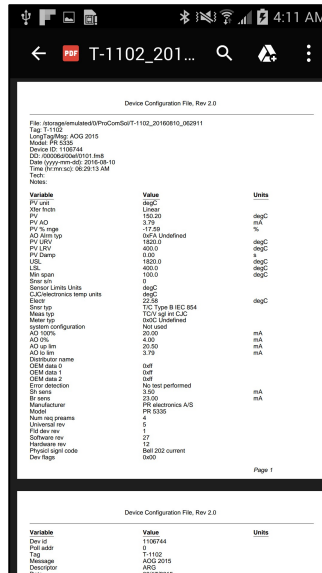 4:11 AM
PDF T-1102_201...
Device Configuration File, Rev 2.0
File: /storage/emulated/0/ProComSol/T-1102_20160810_062911
Tag: T-1102
LongTag/Msg: AOG 2015
Model: PR 5335
Device ID: 1106744
DD: /00006d/00ef/0101.fm8
Date (yyyy-mm-dd): 2016-08-10
Time (hr:mn:sc): 06:29:13 AM
Tech:
Notes:
Variable Value Units
PV unit degC
Xfer fnctn Linear
PV 150.20 degC
PV AO 3.79 mA
PV % rnge -17.59 %
AO Alrm typ 0xFA Undefined
PV URV 1820.0 degC
PV LRV 400.0 degC
PV Damp 0.00 s
USL 1820.0 degC
LSL 400.0 degC
Min span 100.0 degC
Snsr s/n 0
Sensor Limits Units degC
CJC/electronics temp units degC
Electr 22.58 degC
Snsr typ T/C Type B IEC 854
Meas typ TC/V sgl int CJC
Meter typ 0x0C Undefined
system configuration Not used
AO 100% 20.00 mA
AO 0% 4.00 mA
AO up lim 20.50 mA
AO lo lim 3.79 mA
Distributor name
OEM data 0 0xff
OEM data 1 0xff
OEM data 2 0xff
Error detection No test performed
Sh sens 3.50 mA
Br sens 23.00 mA
Manufacturer PR electronics A/S
Model PR 5335
Num req preams 4
Universal rev 5
Fld dev rev 1
Software rev 27
Hardware rev 12
Physicl signl code Bell 202 current
Dev flags 0x00
Page 1
Device Configuration File, Rev 2.0
Variable Value Units
Dev id 1106744
Poll addr 0
Tag T-1102
Message AOG 2015
Descriptor ARG